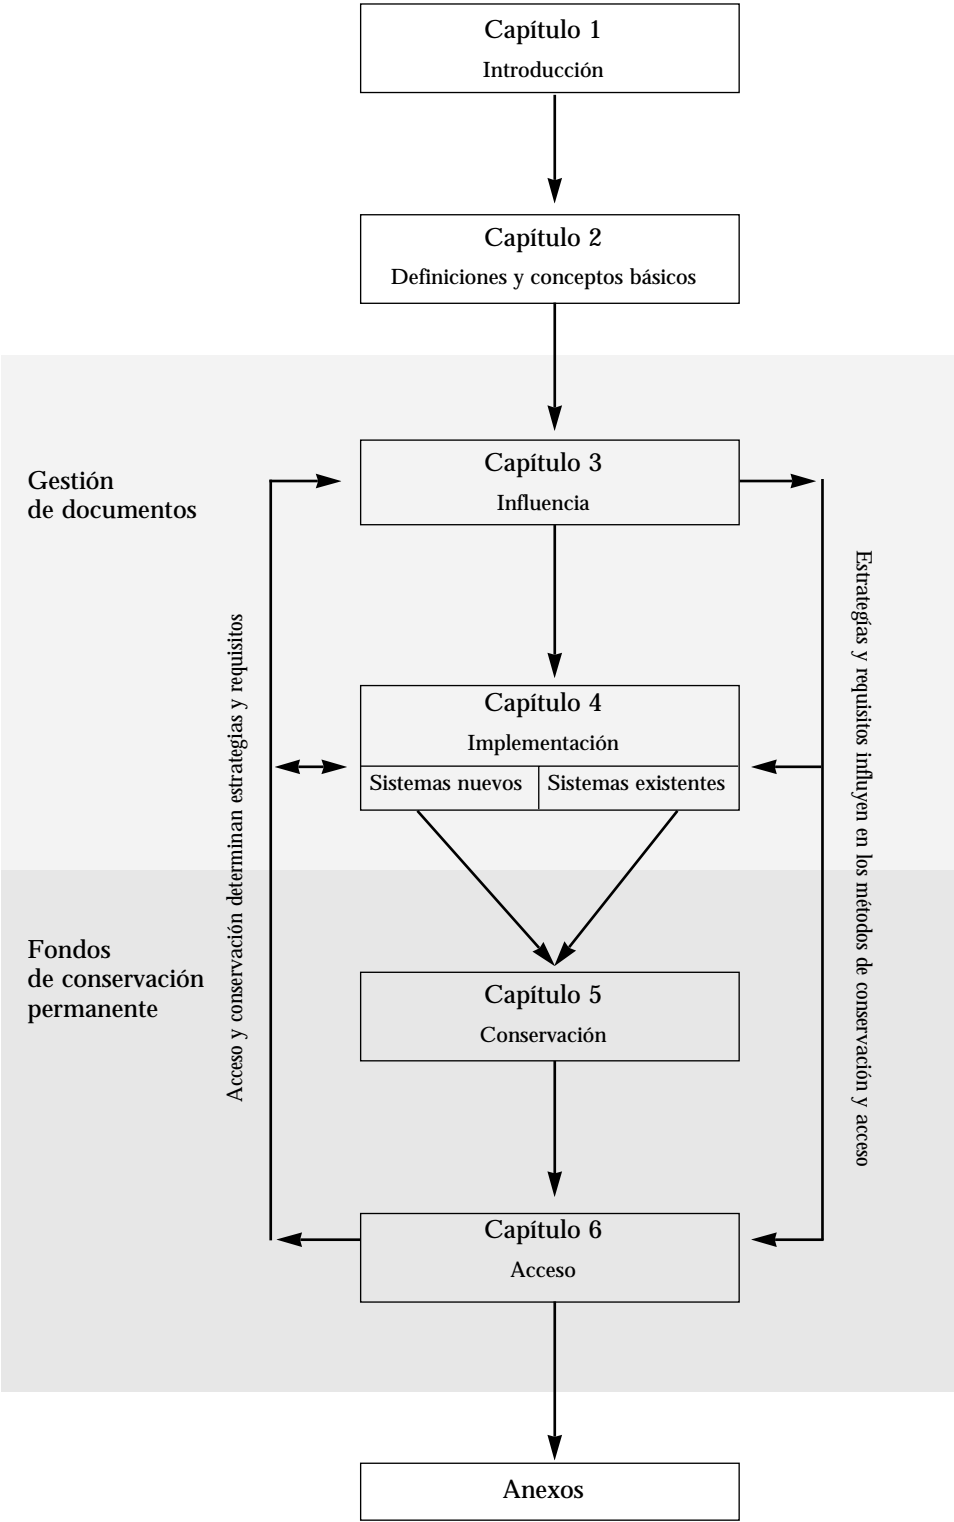 Capítulo 1
Introducción
Capítulo 2
Definiciones y conceptos básicos
Gestión
de documentos
Capítulo 3
Influencia
Acceso y conservación determinan estrategias y requisitos
Estrategías y requisitos influyen en los métodos de conservación y acceso
Capítulo 4
Implementación
Sistemas nuevos
Sistemas existentes
Fondos
de conservación
permanente
Capítulo 5
Conservación
Capítulo 6
Acceso
Anexos